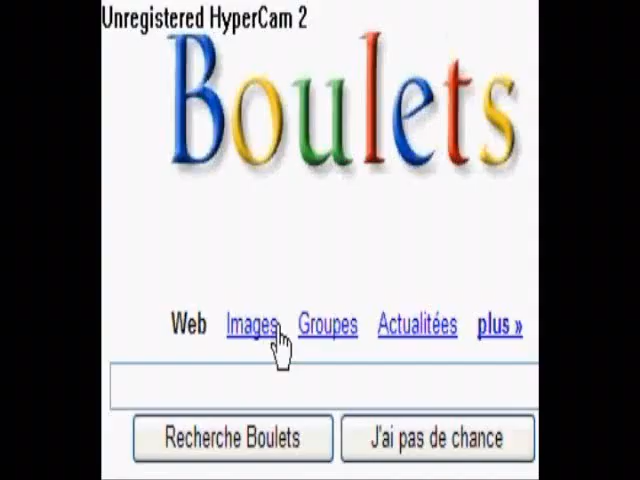 Unregistered HyperCam 2
Boulets
Web Images Groupes Actualitées plus »
Recherche Boulets J'ai pas de chance